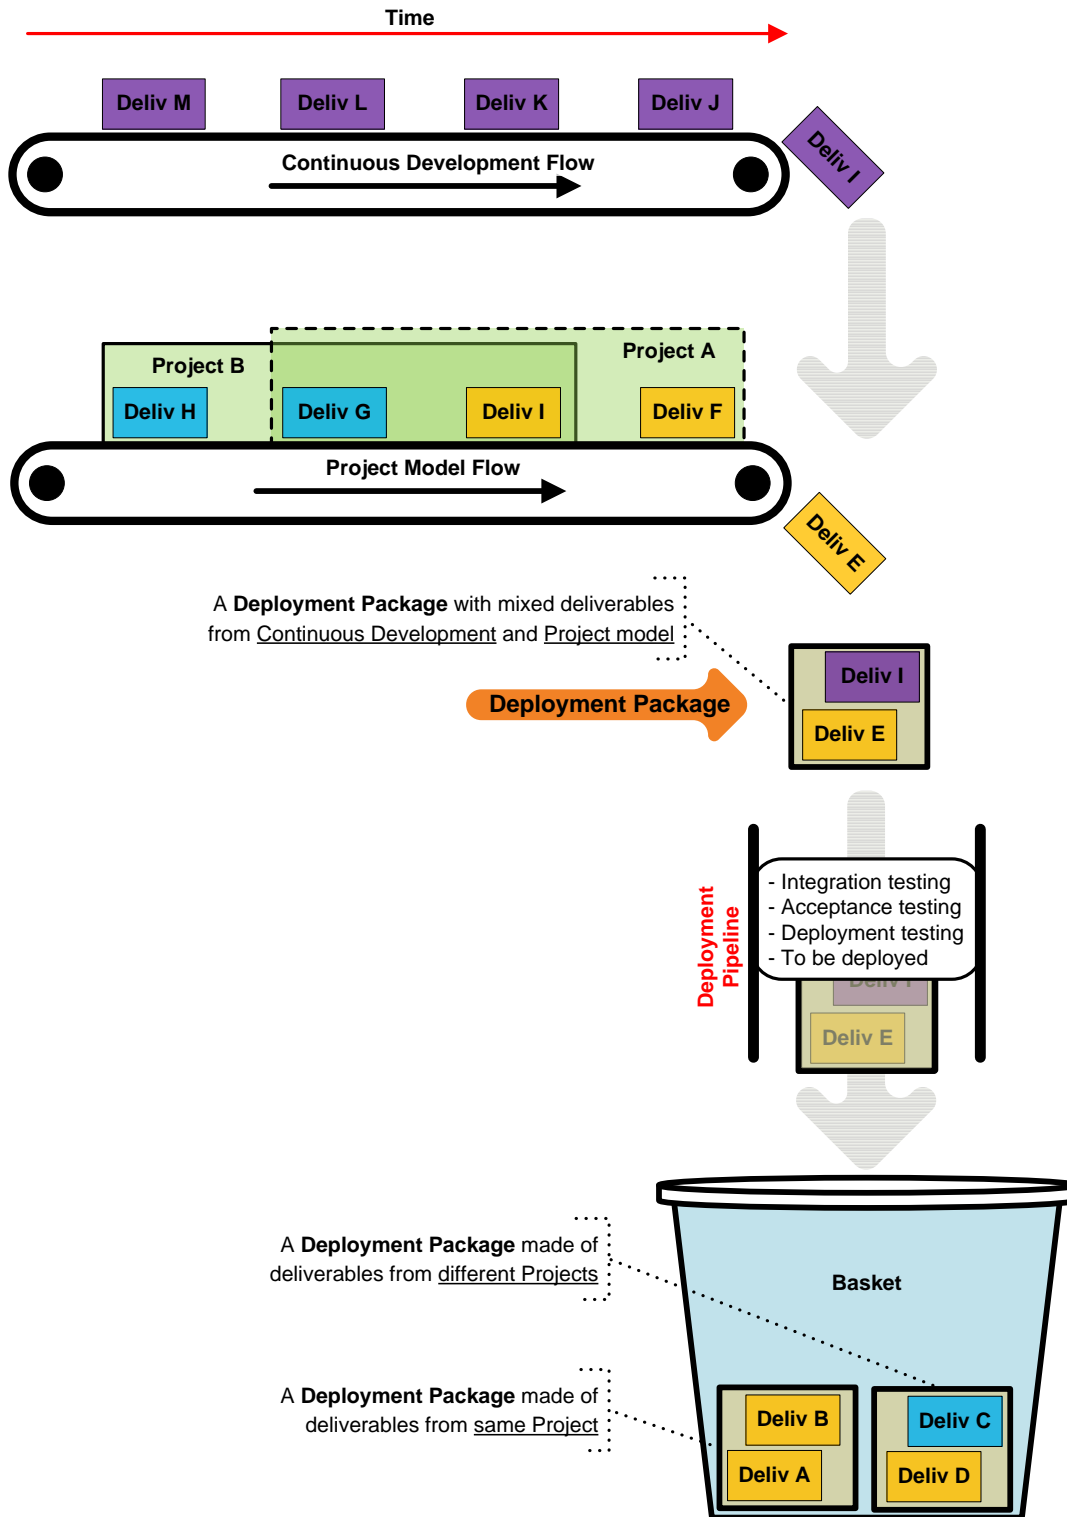 Time
Deliv M
Deliv L
Deliv K
Deliv J
Deliv I
Continuous Development Flow
Project B
Project A
Deliv H
Deliv G
Deliv I
Deliv F
Project Model Flow
Deliv E
A Deployment Package with mixed deliverables
from Continuous Development and Project model
Deliv I
Deployment Package
Deliv E
Deployment
Pipeline
- Integration testing
- Acceptance testing
- Deployment testing
- To be deployed
Deliv I
Deliv E
A Deployment Package made of
deliverables from different Projects
Basket
A Deployment Package made of
deliverables from same Project
Deliv B
Deliv A
Deliv C
Deliv D